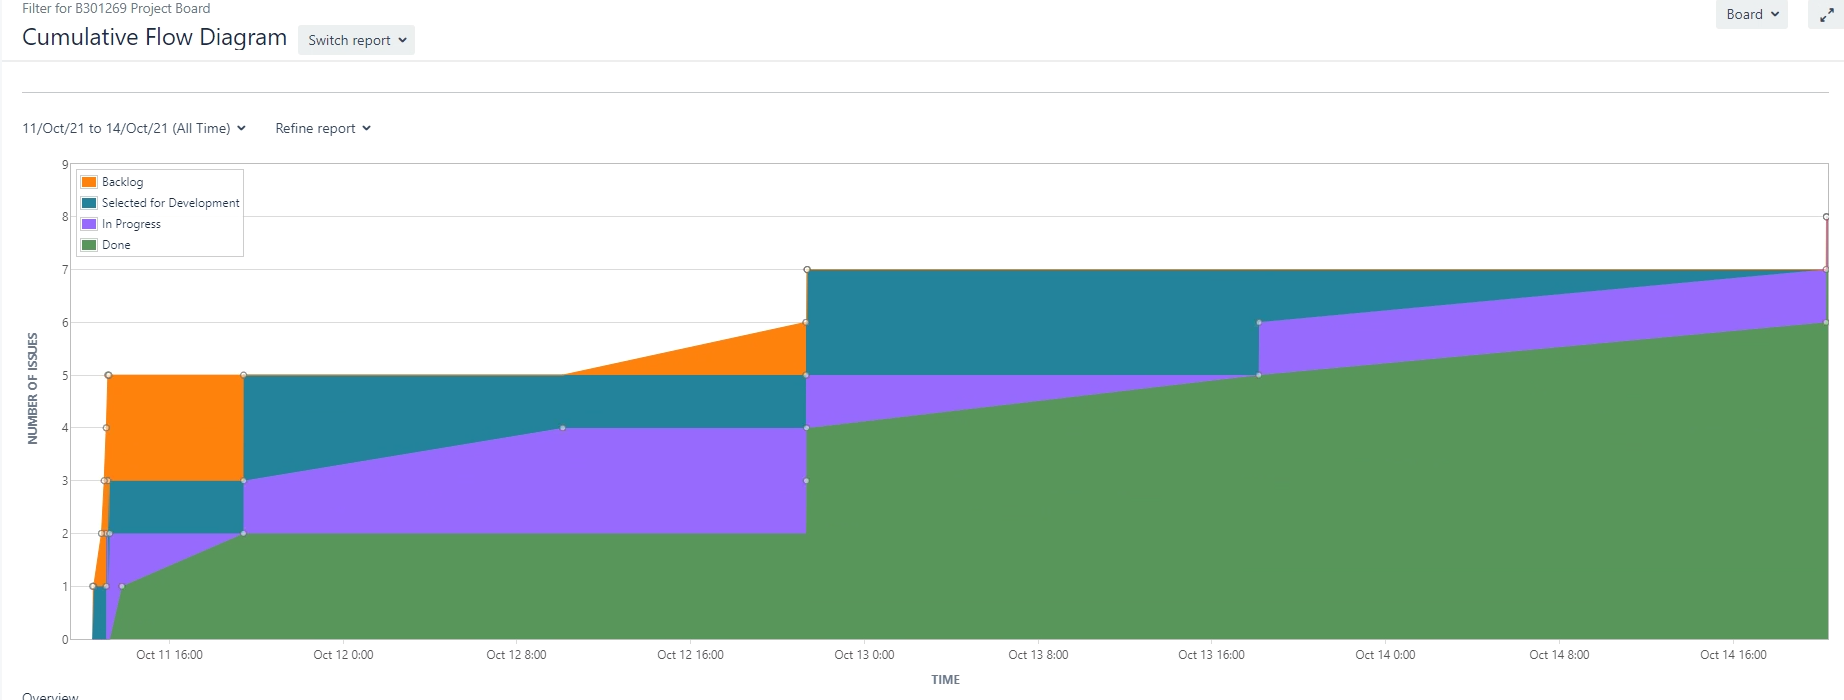 Filter for B301269 Project Board
Board
Cumulative Flow Diagram Switch report
11/Oct/21 to 14/Oct/21 (All Time) Refine report
9
8
7
6
5
4
3
2
1
0
NUMBER OF ISSUES
Backlog
Selected for Development
In Progress
Done
Oct 11 16:00 Oct 12 0:00 Oct 12 8:00 Oct 12 16:00 Oct 13 0:00 Oct 13 8:00 Oct 13 16:00 Oct 14 0:00 Oct 14 8:00 Oct 14 16:00
TIME
Overview